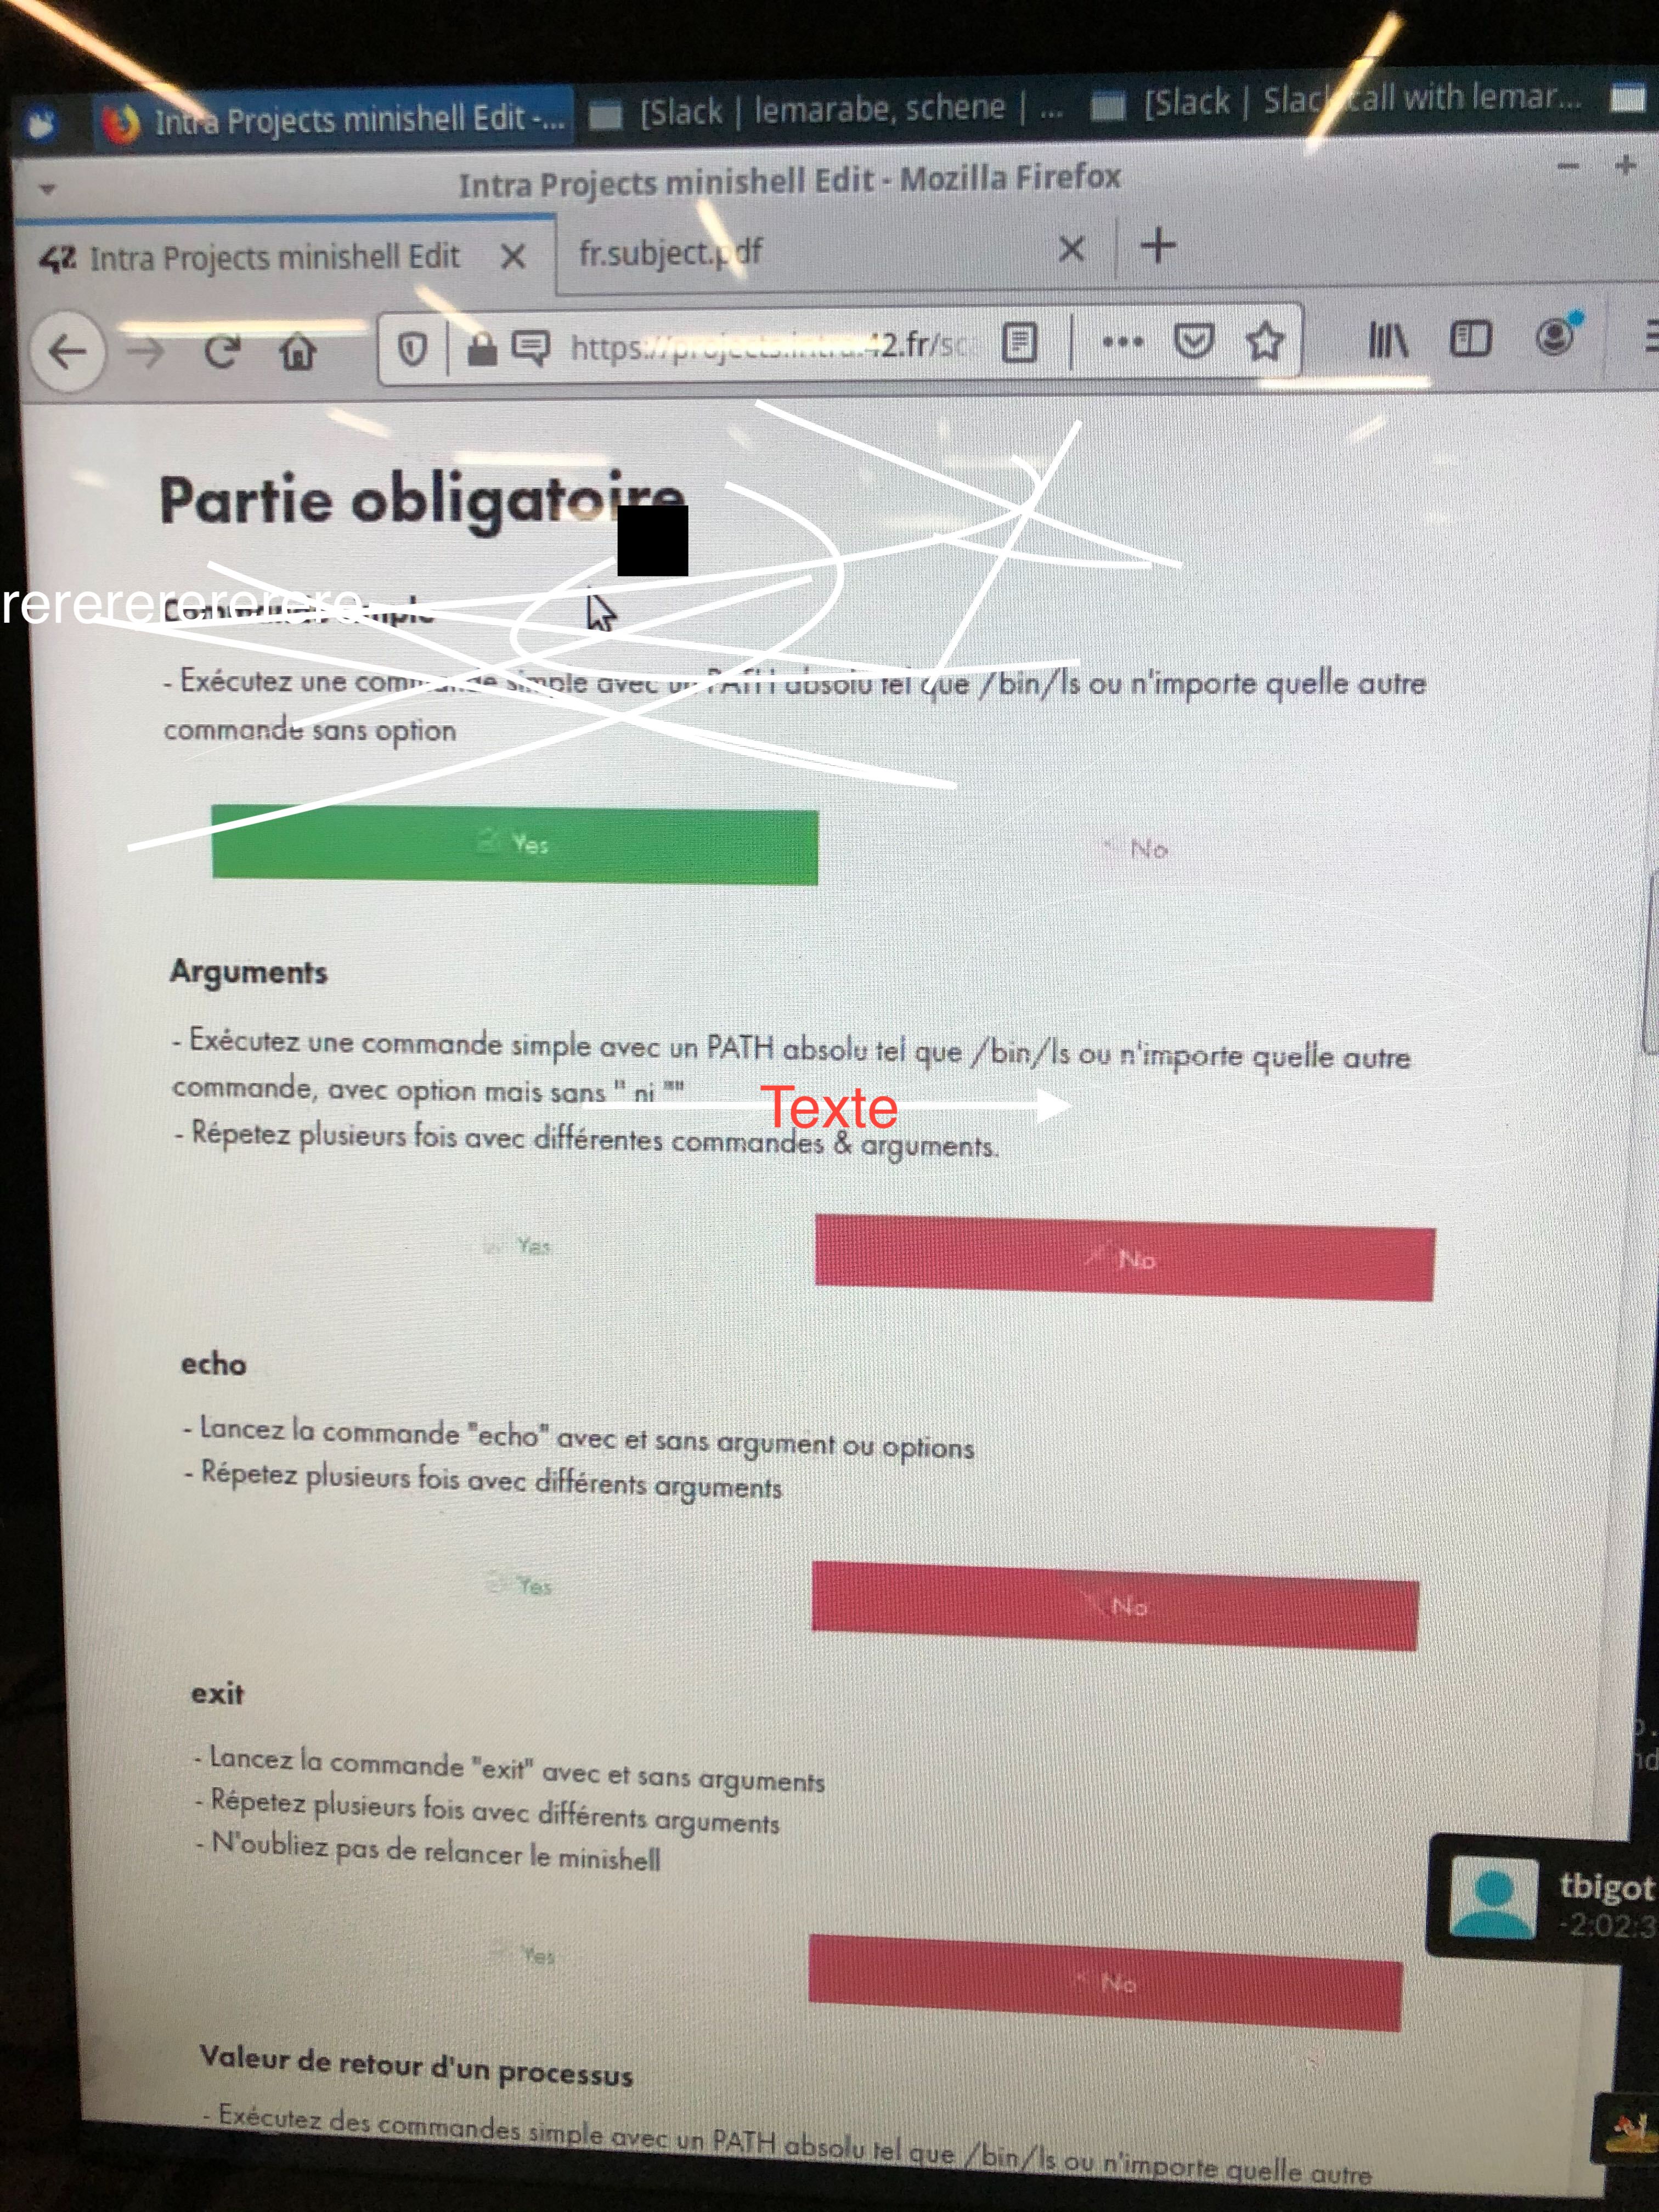 Intra Projects minishell Edit -...
[Slack | lemarabe, schene | ...
[Slack | Slack call with lemar...
Intra Projects minishell Edit - Mozilla Firefox
42 Intra Projects minishell Edit
fr.subject.pdf
https://projects.intra.42.fr/sc
Partie obligatoire
rerererererere
Commande simple
- Exécutez une commande simple avec un PATH absolu tel que /bin/ls ou n'importe quelle autre
commande sans option
Yes
No
Arguments
- Exécutez une commande simple avec un PATH absolu tel que /bin/ls ou n'importe quelle autre
commande, avec option mais sans '' ni ""
Texte
- Répetez plusieurs fois avec différentes commandes & arguments.
Yes
No
echo
- Lancez la commande "echo" avec et sans argument ou options
- Répetez plusieurs fois avec différents arguments
Yes
No
exit
- Lancez la commande "exit" avec et sans arguments
- Répetez plusieurs fois avec différents arguments
- N'oubliez pas de relancer le minishell
tbigot
-2:02:3
Yes
No
Valeur de retour d'un processus
- Exécutez des commandes simple avec un PATH absolu tel que /bin/ls ou n'importe quelle autre